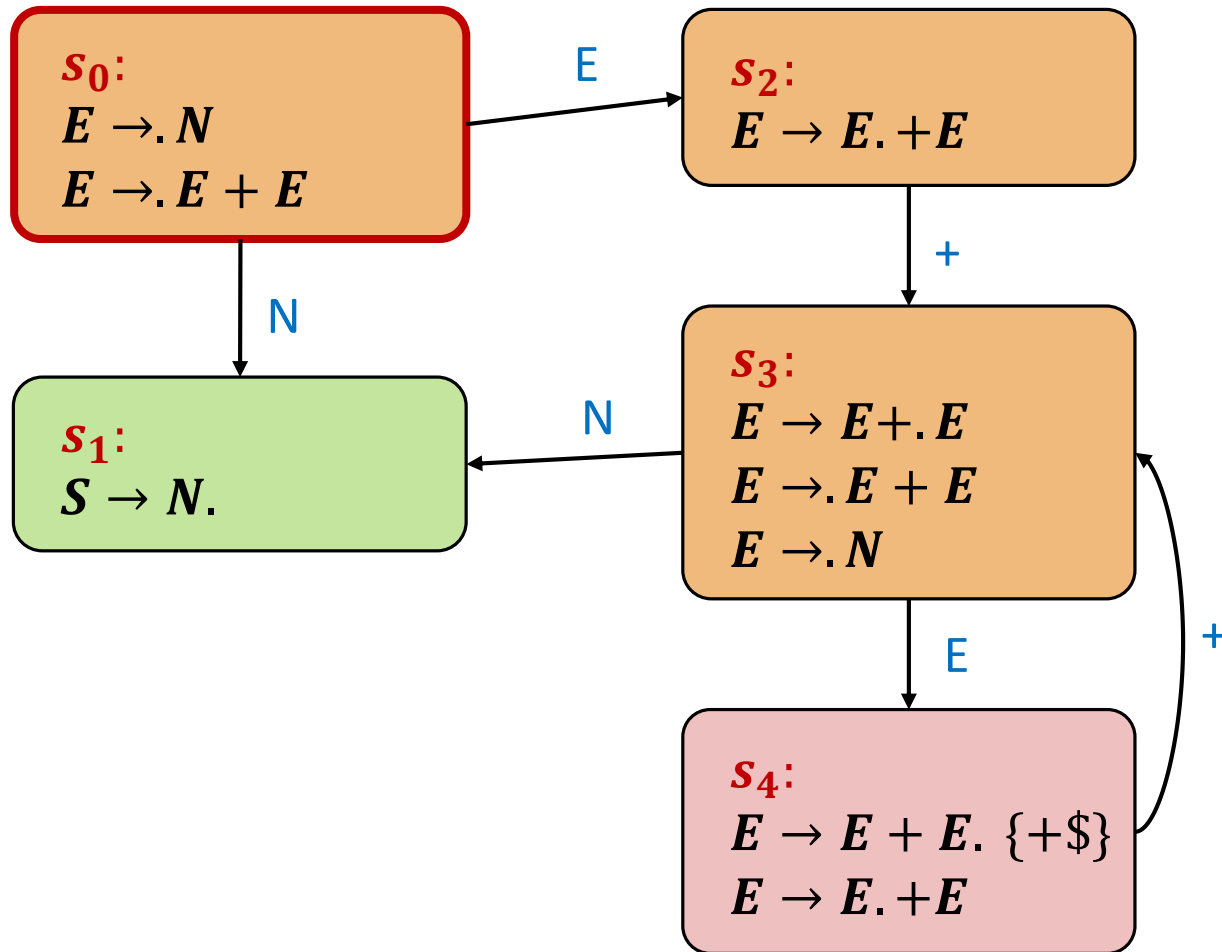 s₀:
E →. N
E →. E + E
E
s₂:
E → E. +E
N
+
s₁:
S → N.
N
s₃:
E → E+. E
E →. E + E
E →. N
E
+
s₄:
E → E + E. {+$}
E → E. +E